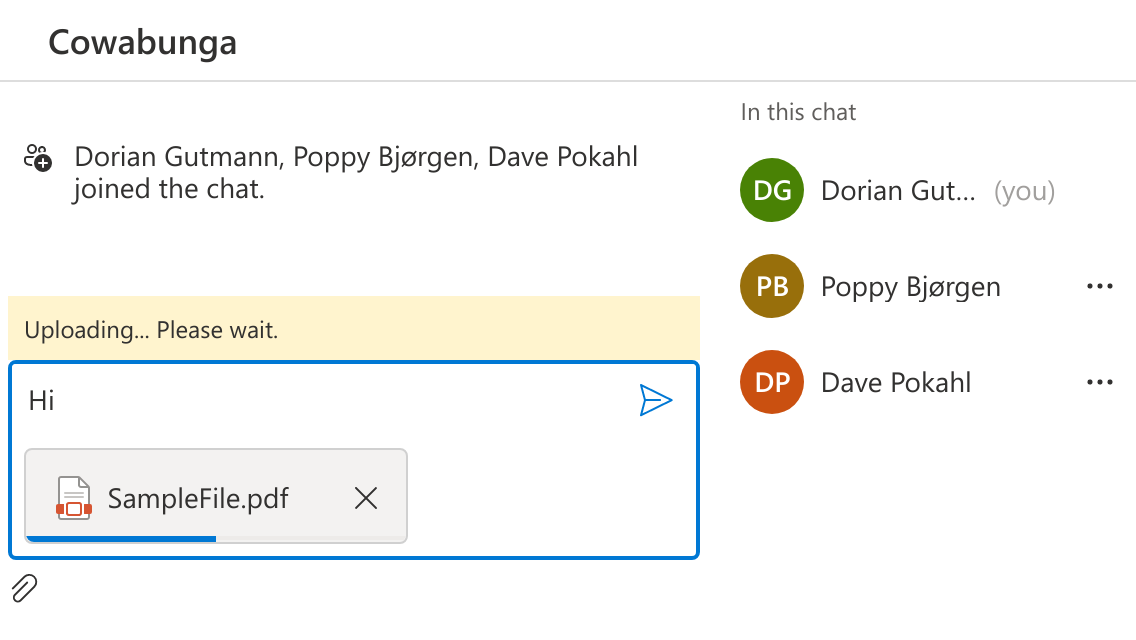 Cowabunga
Dorian Gutmann, Poppy Bjørgen, Dave Pokahl
joined the chat.
Uploading... Please wait.
Hi
SampleFile.pdf
In this chat
DG Dorian Gut... (you)
PB Poppy Bjørgen
DP Dave Pokahl